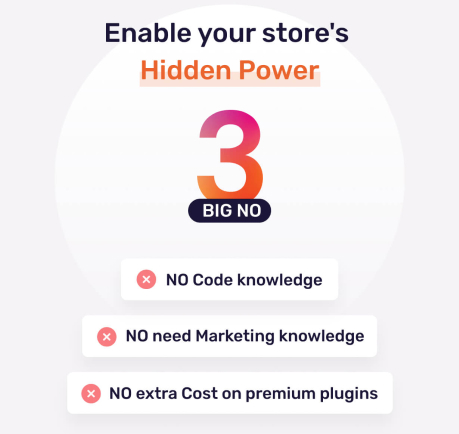 Enable your store's
Hidden Power
3
BIG NO
NO Code knowledge
NO need Marketing knowledge
NO extra Cost on premium plugins